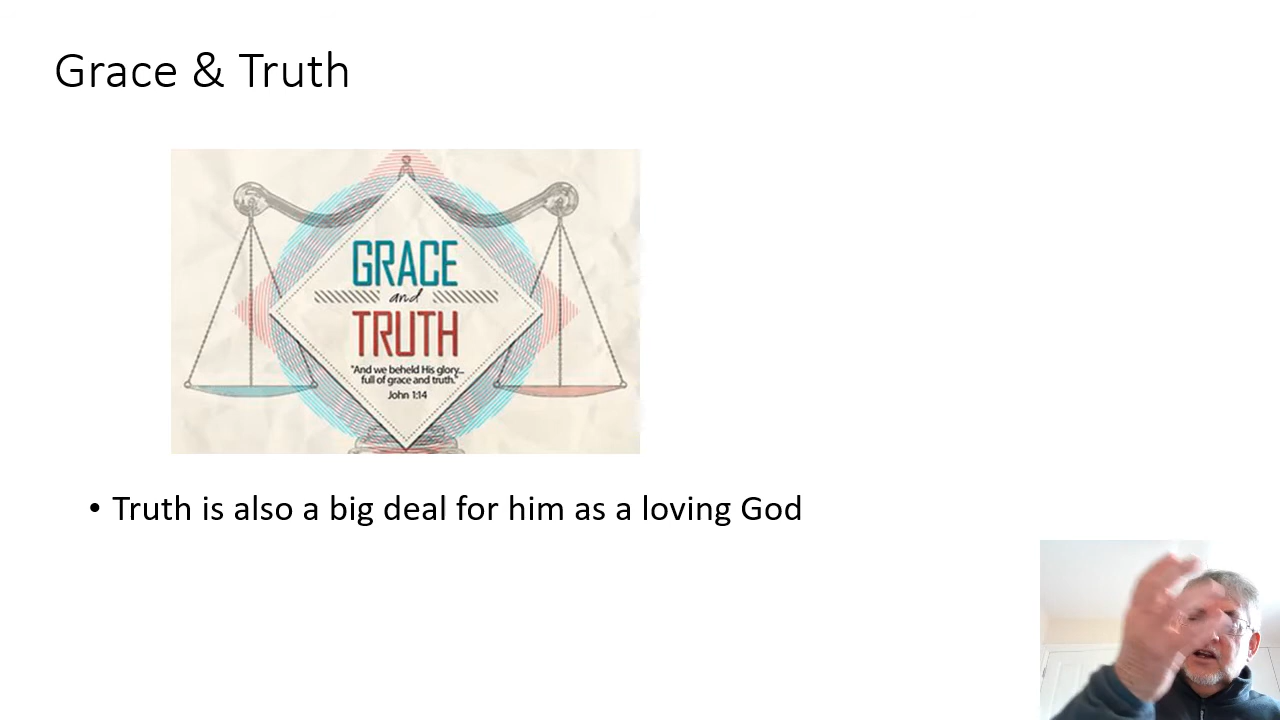 Grace & Truth
GRACE
and
TRUTH
"And we beheld His glory...
full of grace and truth."
John 1:14
• Truth is also a big deal for him as a loving God